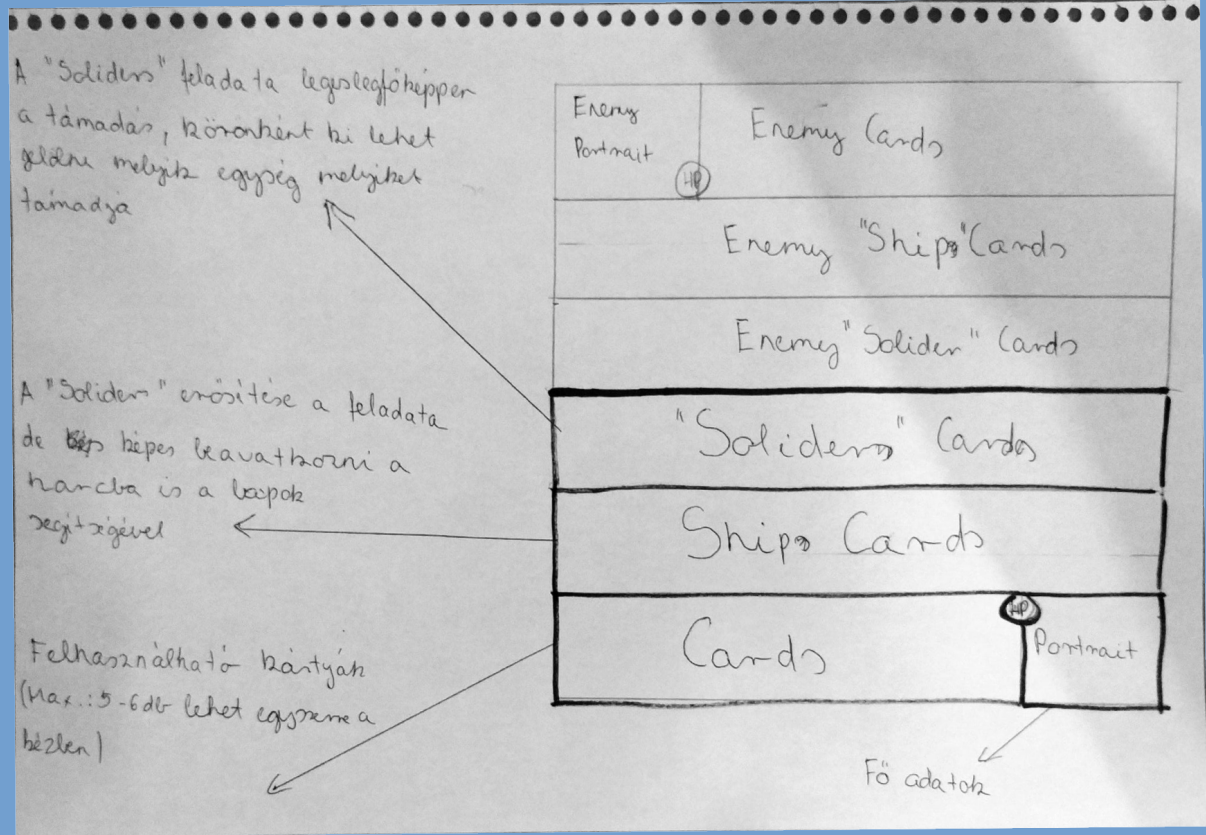 A "Soliders" feladata legeslegfőképpen
a támadás, körönként ki lehet
jelölni melyik egység melyiket
támadja
A "Soliders" erősítése a feladata
de képes beavatkozni a
harcba is a lapok
segítségével
Felhasználható kártyák
(Max.: 5-6 db lehet egyszerre a
kézben)
Enemy
Portrait
HP
Enemy Cards
Enemy "Ships" Cards
Enemy "Solider" Cards
"Soliders" Cards
Ships Cards
Cards
HP
Portrait
Fő adatok